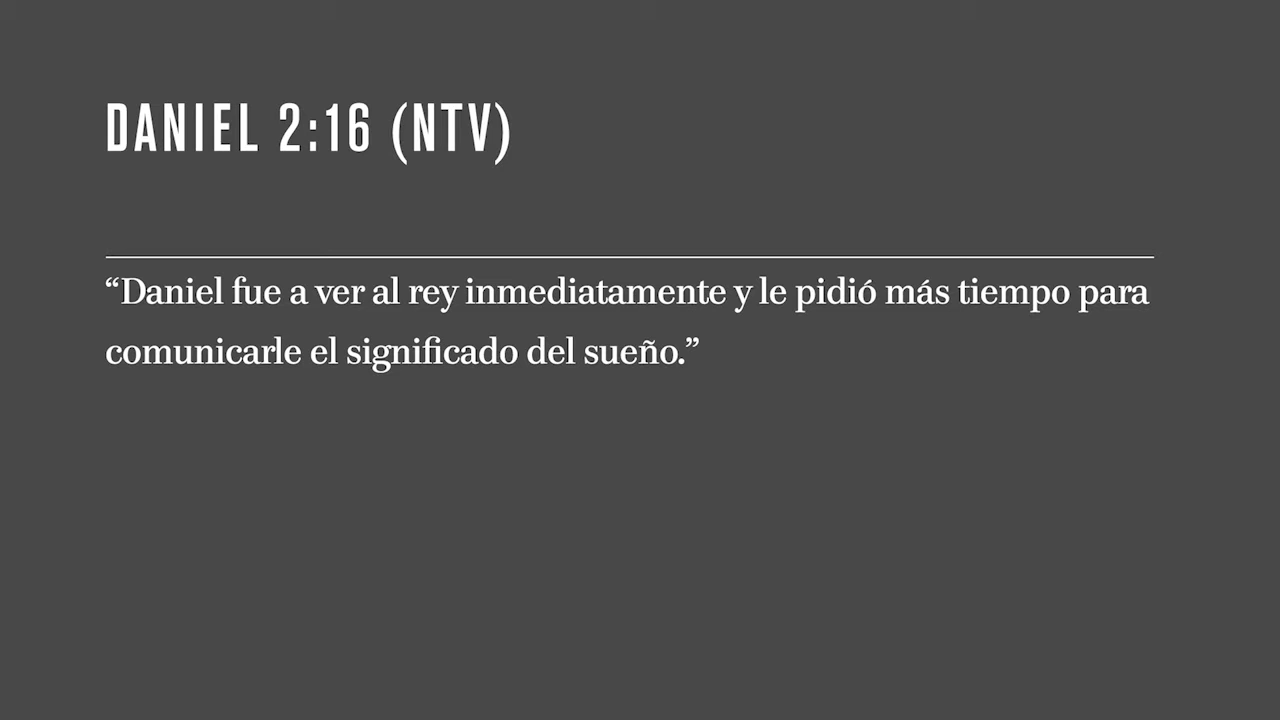 DANIEL 2:16 (NTV)
“Daniel fue a ver al rey inmediatamente y le pidió más tiempo para
comunicarle el significado del sueño.”